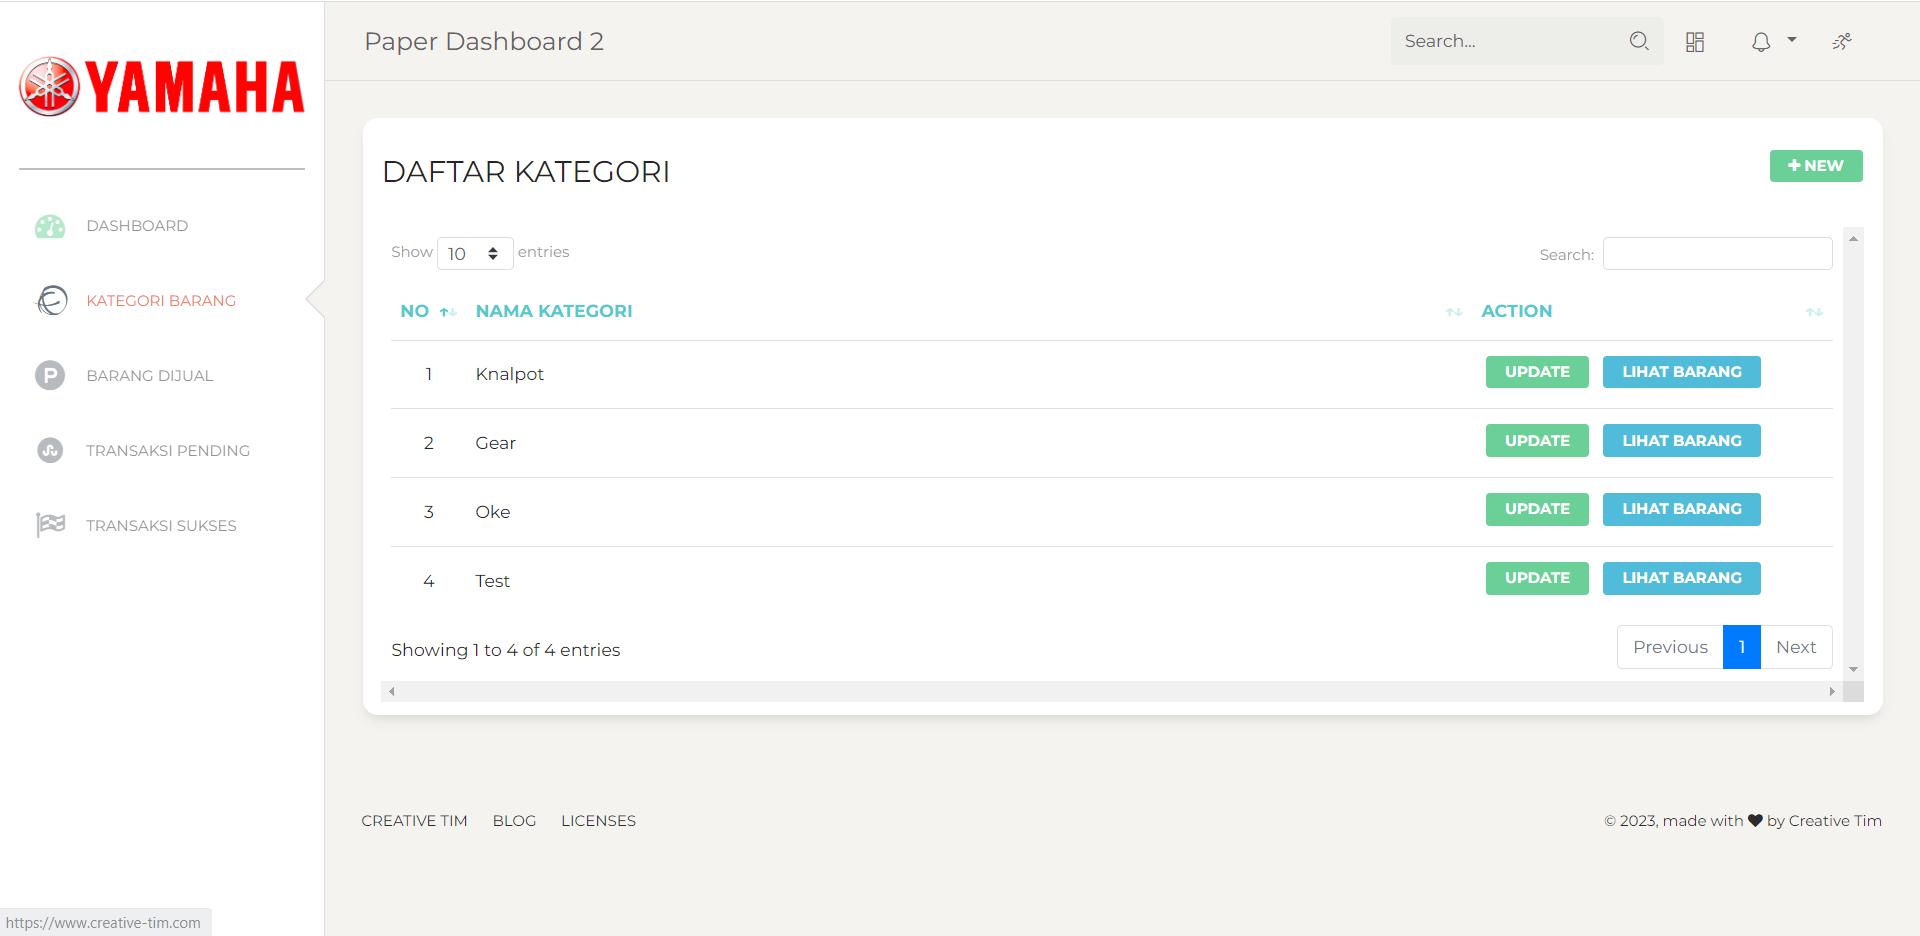 YAMAHA
Paper Dashboard 2
Search...
DASHBOARD
KATEGORI BARANG
BARANG DIJUAL
TRANSAKSI PENDING
TRANSAKSI SUKSES
DAFTAR KATEGORI
NEW
Show 10 entries
Search:
NO NAMA KATEGORI ACTION
1 Knalpot UPDATE LIHAT BARANG
2 Gear UPDATE LIHAT BARANG
3 Oke UPDATE LIHAT BARANG
4 Test UPDATE LIHAT BARANG
Showing 1 to 4 of 4 entries
Previous 1 Next
CREATIVE TIM BLOG LICENSES
© 2023, made with ♥ by Creative Tim
https://www.creative-tim.com